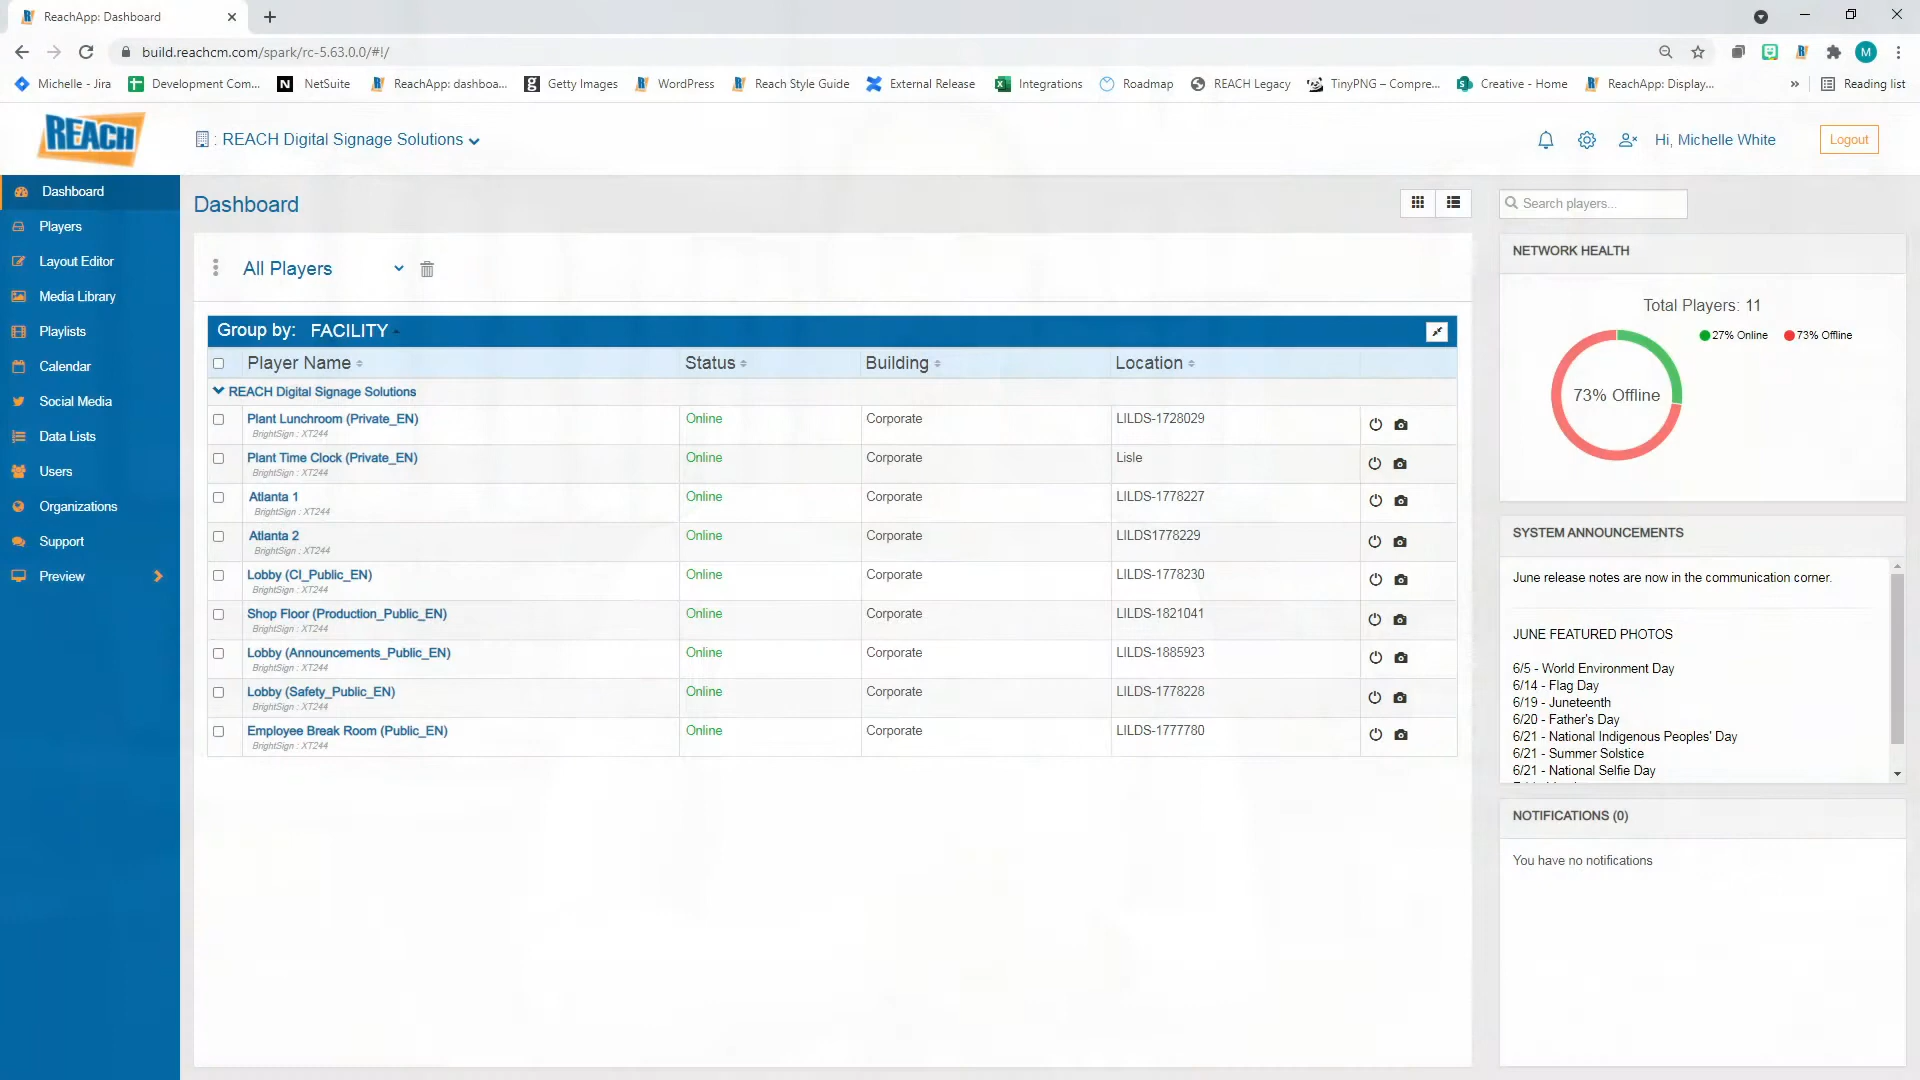 ReachApp: Dashboard
build.reachcm.com/spark/rc-5.63.0.0/#!/
M
Michelle - Jira
Development Com...
NetSuite
ReachApp: dashboa...
Getty Images
WordPress
Reach Style Guide
External Release
Integrations
Roadmap
REACH Legacy
TinyPNG – Compre...
Creative - Home
ReachApp: Display...
»
Reading list
REACH
: REACH Digital Signage Solutions
Hi, Michelle White
Logout
Dashboard
Players
Layout Editor
Media Library
Playlists
Calendar
Social Media
Data Lists
Users
Organizations
Support
Preview
Dashboard
Search players...
All Players
Group by: FACILITY
Player Name Status Building Location
REACH Digital Signage Solutions
Plant Lunchroom (Private_EN) Online Corporate LILDS-1728029
BrightSign : XT244
Plant Time Clock (Private_EN) Online Corporate Lisle
BrightSign : XT244
Atlanta 1 Online Corporate LILDS-1778227
BrightSign : XT244
Atlanta 2 Online Corporate LILDS1778229
BrightSign : XT244
Lobby (CI_Public_EN) Online Corporate LILDS-1778230
BrightSign : XT244
Shop Floor (Production_Public_EN) Online Corporate LILDS-1821041
BrightSign : XT244
Lobby (Announcements_Public_EN) Online Corporate LILDS-1885923
BrightSign : XT244
Lobby (Safety_Public_EN) Online Corporate LILDS-1778228
BrightSign : XT244
Employee Break Room (Public_EN) Online Corporate LILDS-1777780
BrightSign : XT244
NETWORK HEALTH
Total Players: 11
27% Online 73% Offline
73% Offline
SYSTEM ANNOUNCEMENTS
June release notes are now in the communication corner.
JUNE FEATURED PHOTOS
6/5 - World Environment Day
6/14 - Flag Day
6/19 - Juneteenth
6/20 - Father's Day
6/21 - National Indigenous Peoples' Day
6/21 - Summer Solstice
6/21 - National Selfie Day
NOTIFICATIONS (0)
You have no notifications